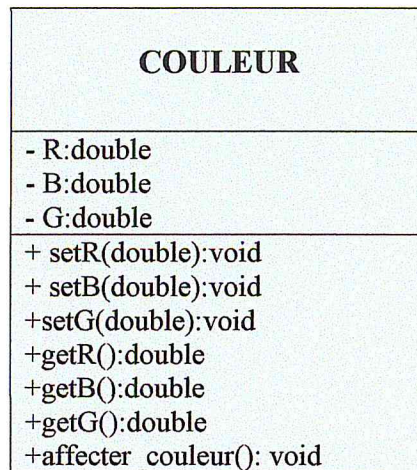 COULEUR
- R:double
- B:double
- G:double
+ setR(double):void
+ setB(double):void
+setG(double):void
+getR():double
+getB():double
+getG():double
+affecter couleur(): void